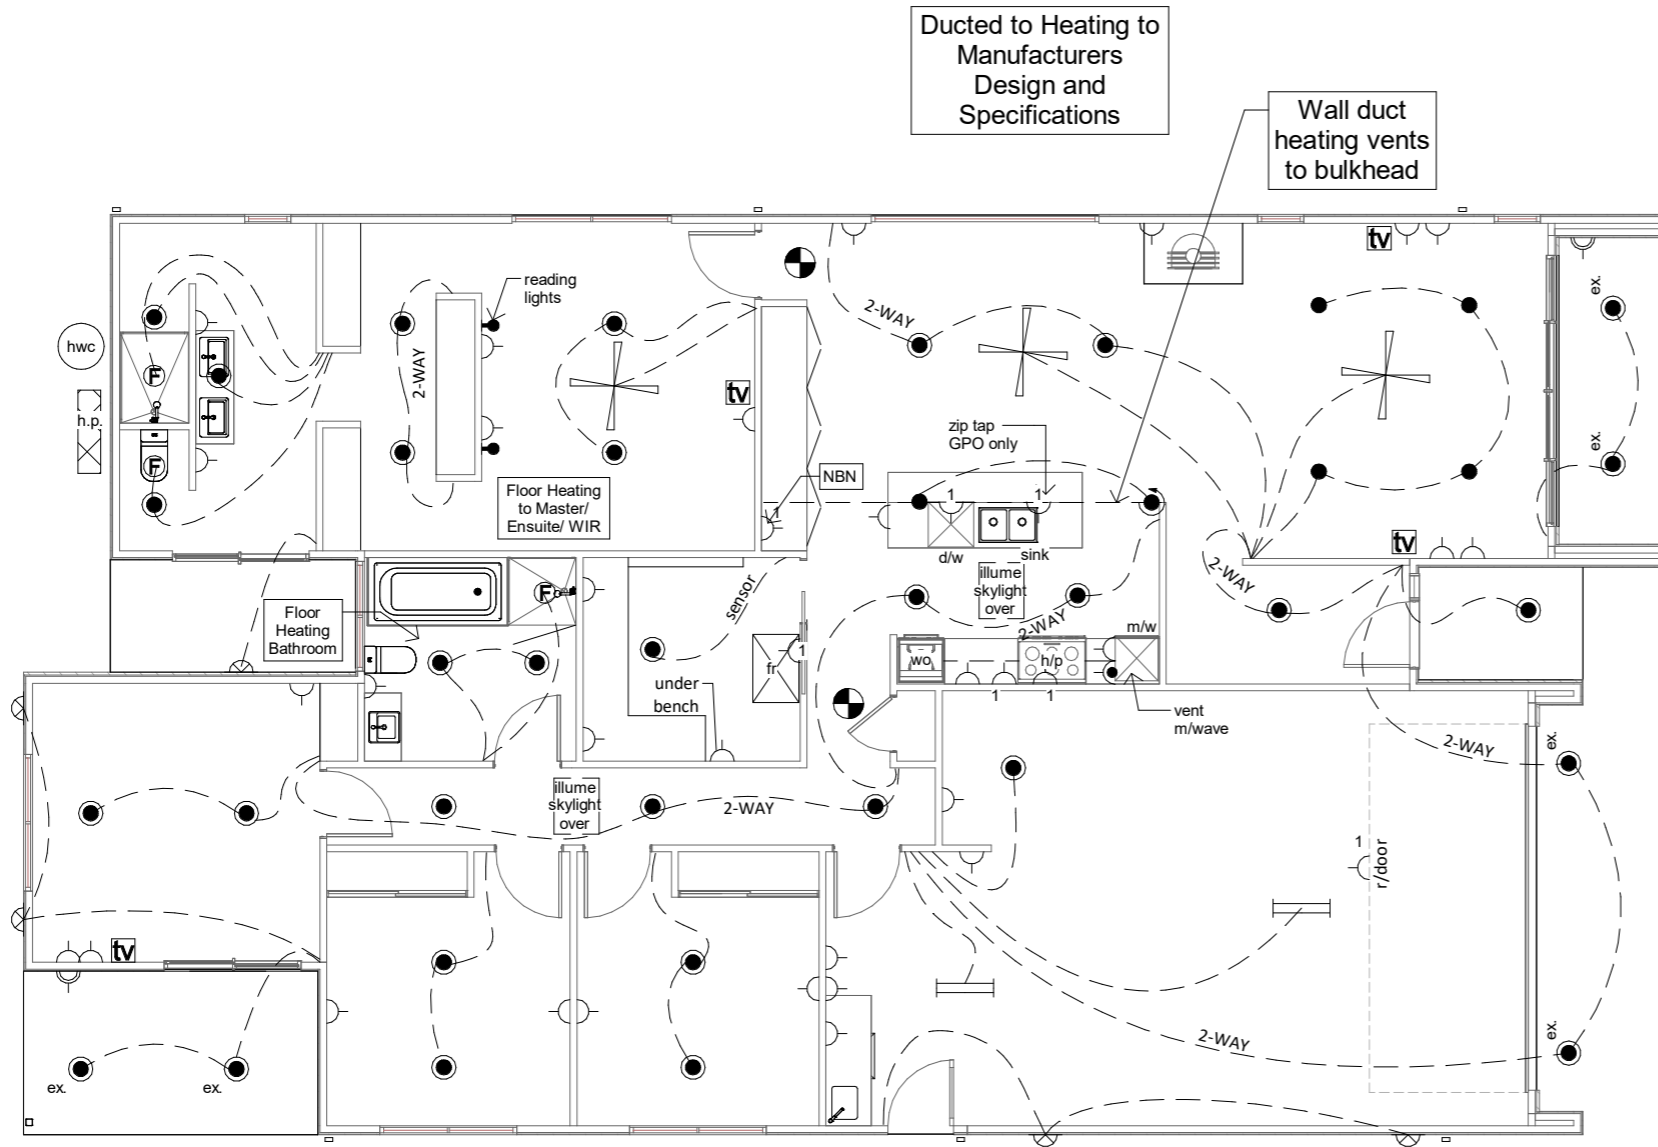 Ducted to Heating to
Manufacturers
Design and
Specifications
Wall duct
heating vents
to bulkhead
tv
ex.
reading
lights
2-WAY
hwc
F
2-WAY
tv
h.p.
zip tap
GPO only
ex.
F
NBN
Floor Heating
to Master/
Ensuite/ WIR
1
1
1
d/w
sink
tv
illume
skylight
over
2-WAY
sensor
F
Floor
Heating
Bathroom
2-WAY
m/w
wo
h/p
fr
1
under
bench
1
1
vent
m/wave
2-WAY
ex.
illume
skylight
over
2-WAY
1
r/door
tv
2-WAY
ex.
ex.
ex.